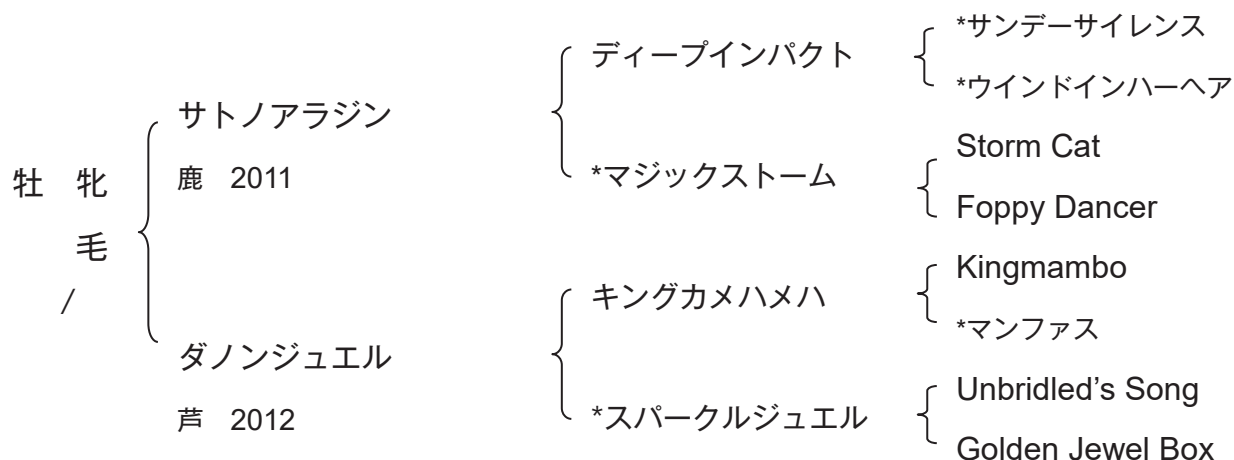 牡 牝
毛
/
サトノアラジン
鹿 2011
ダノンジュエル
芦 2012
ディープインパクト
*マジックストーム
キングカメハメハ
*スパークルジュエル
*サンデーサイレンス
*ウインドインハーヘア
Storm Cat
Foppy Dancer
Kingmambo
*マンファス
Unbridled's Song
Golden Jewel Box